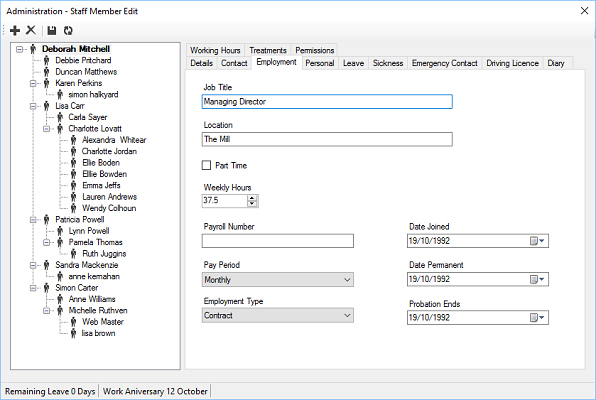 Administration - Staff Member Edit
Deborah Mitchell
Debbie Pritchard
Duncan Matthews
Karen Perkins
simon halkyard
Lisa Carr
Carla Sayer
Charlotte Lovatt
Alexandra Whitear
Charlotte Jordan
Ellie Boden
Ellie Bowden
Emma Jeffs
Lauren Andrews
Wendy Colhoun
Patricia Powell
Lynn Powell
Pamela Thomas
Ruth Juggins
Sandra Mackenzie
anne kernahan
Simon Carter
Anne Williams
Michelle Ruthven
Web Master
lisa brown
Working Hours Treatments Permissions
Details Contact Employment Personal Leave Sickness Emergency Contact Driving Licence Diary
Job Title
Managing Director
Location
The Mill
Part Time
Weekly Hours
37.5
Payroll Number Date Joined
19/10/1992
Pay Period Date Permanent
Monthly 19/10/1992
Employment Type Probation Ends
Contract 19/10/1992
Remaining Leave 0 Days Work Aniversary 12 October